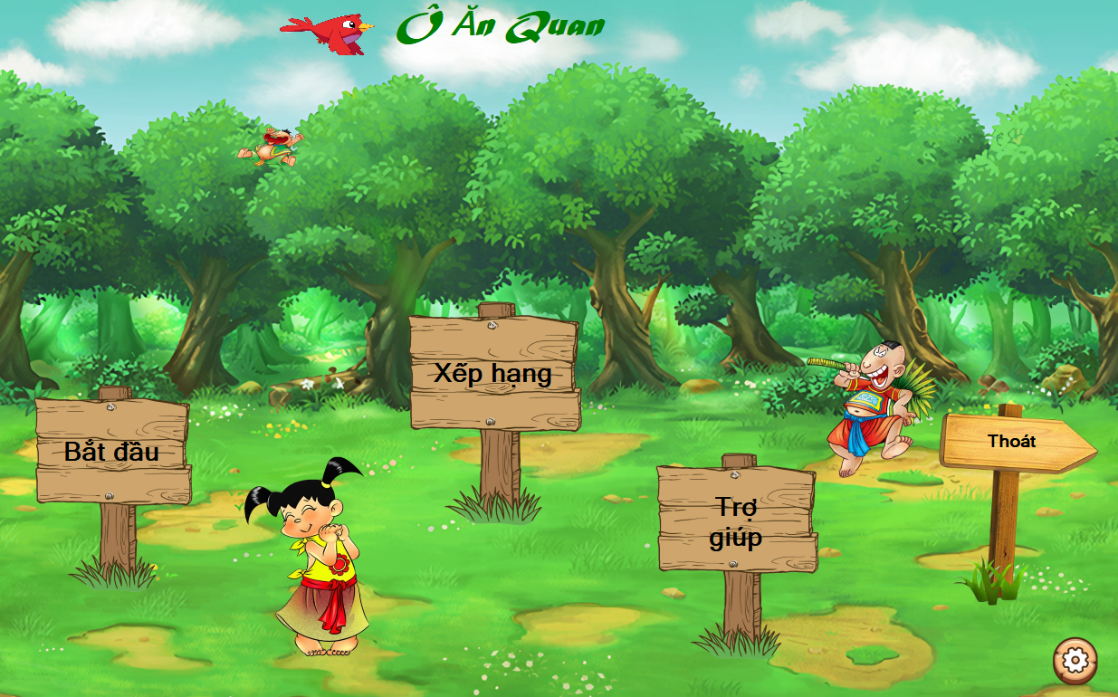 Ô Ăn Quan
Xếp hạng
Bắt đầu
Thoát
Trợ
giúp